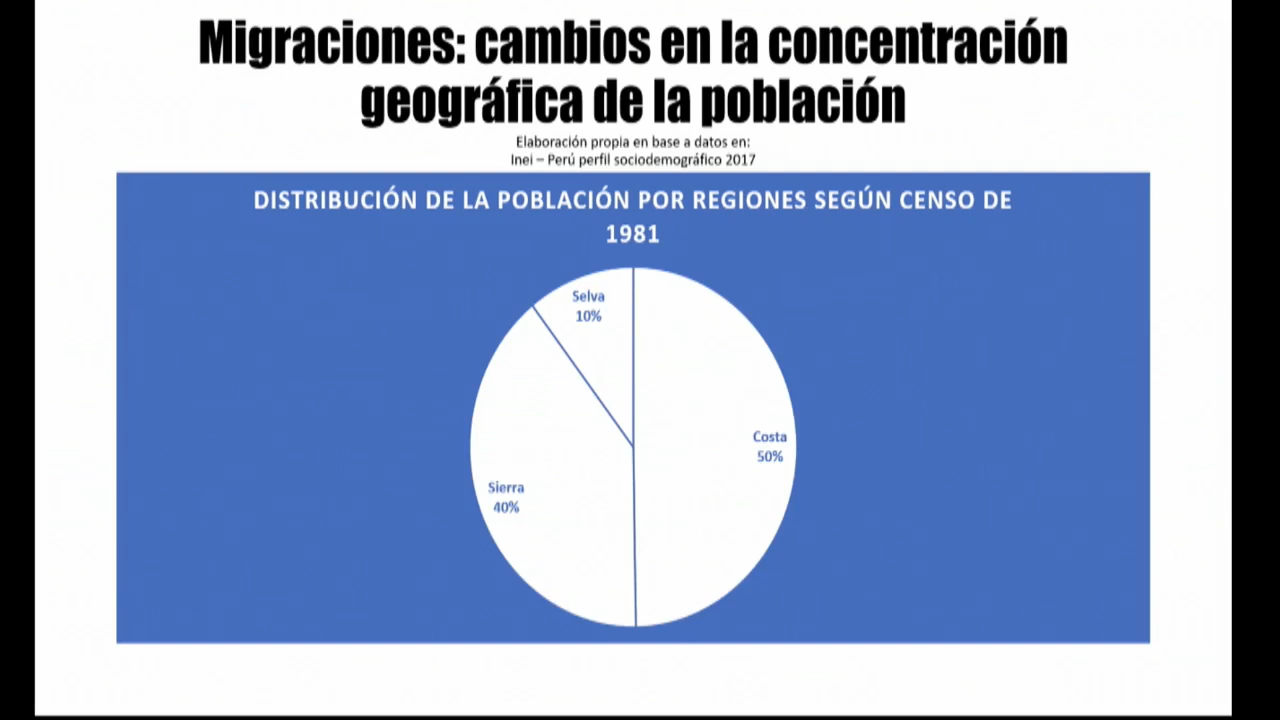 Migraciones: cambios en la concentración
geográfica de la población
Elaboración propia en base a datos en:
Inei – Perú perfil sociodemográfico 2017
DISTRIBUCIÓN DE LA POBLACIÓN POR REGIONES SEGÚN CENSO DE
1981
Selva
10%
Costa
50%
Sierra
40%